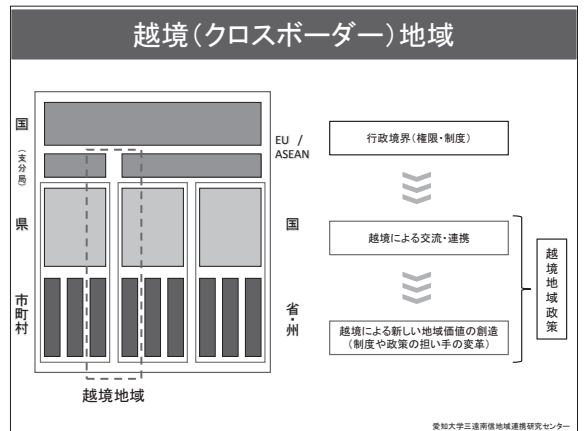 越境(クロスボーダー)地域
国
(支分局)
県
市町村
EU /
ASEAN
国
省・州
越境地域
行政境界(権限・制度)
越境による交流・連携
越境による新しい地域価値の創造
(制度や政策の担い手の変革)
越境地域政策
愛知大学三遠南信地域連携研究センター